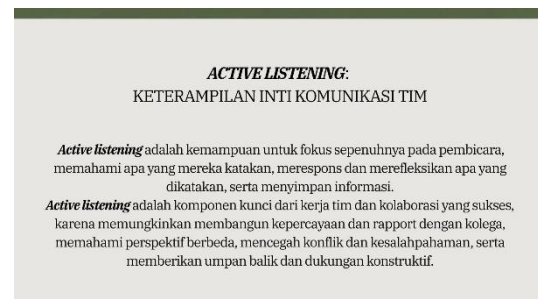 ACTIVE LISTENING:
KETERAMPILAN INTI KOMUNIKASI TIM
Active listening adalah kemampuan untuk fokus sepenuhnya pada pembicara,
memahami apa yang mereka katakan, merespons dan merefleksikan apa yang
dikatakan, serta menyimpan informasi.
Active listening adalah komponen kunci dari kerja tim dan kolaborasi yang sukses,
karena memungkinkan membangun kepercayaan dan rapport dengan kolega,
memahami perspektif berbeda, mencegah konflik dan kesalahpahaman, serta
memberikan umpan balik dan dukungan konstruktif.